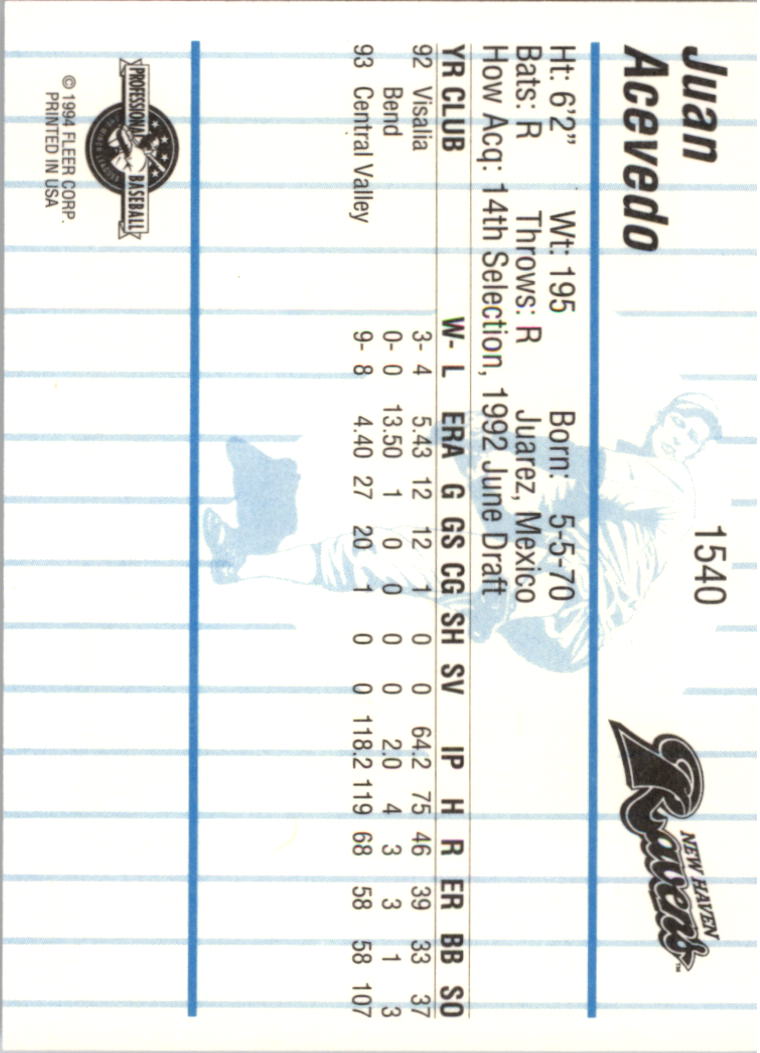 Juan
Acevedo
1540
NEW HAVEN
Ravens™
Ht: 6'2" Wt: 195 Born: 5-5-70
Bats: R Throws: R Juarez, Mexico
How Acq: 14th Selection, 1992 June Draft
YR CLUB W- L ERA G GS CG SH SV IP H R ER BB SO
92 Visalia 3- 4 5.43 12 12 1 0 0 64.2 75 46 39 33 37
Bend 0- 0 13.50 1 0 0 0 0 2.0 4 3 3 1 3
93 Central Valley 9- 8 4.40 27 20 1 0 0 118.2 119 68 58 58 107
PROFESSIONAL BASEBALL
© 1994 FLEER CORP.
PRINTED IN USA